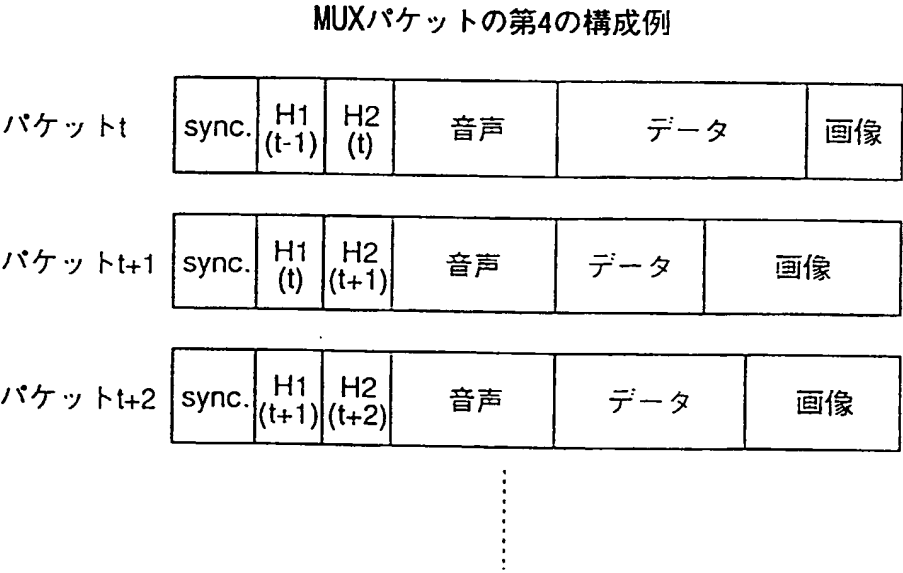 MUXパケットの第4の構成例
パケットt sync. H1 (t-1) H2 (t) 音声 データ 画像
パケットt+1 sync. H1 (t) H2 (t+1) 音声 データ 画像
パケットt+2 sync. H1 (t+1) H2 (t+2) 音声 データ 画像